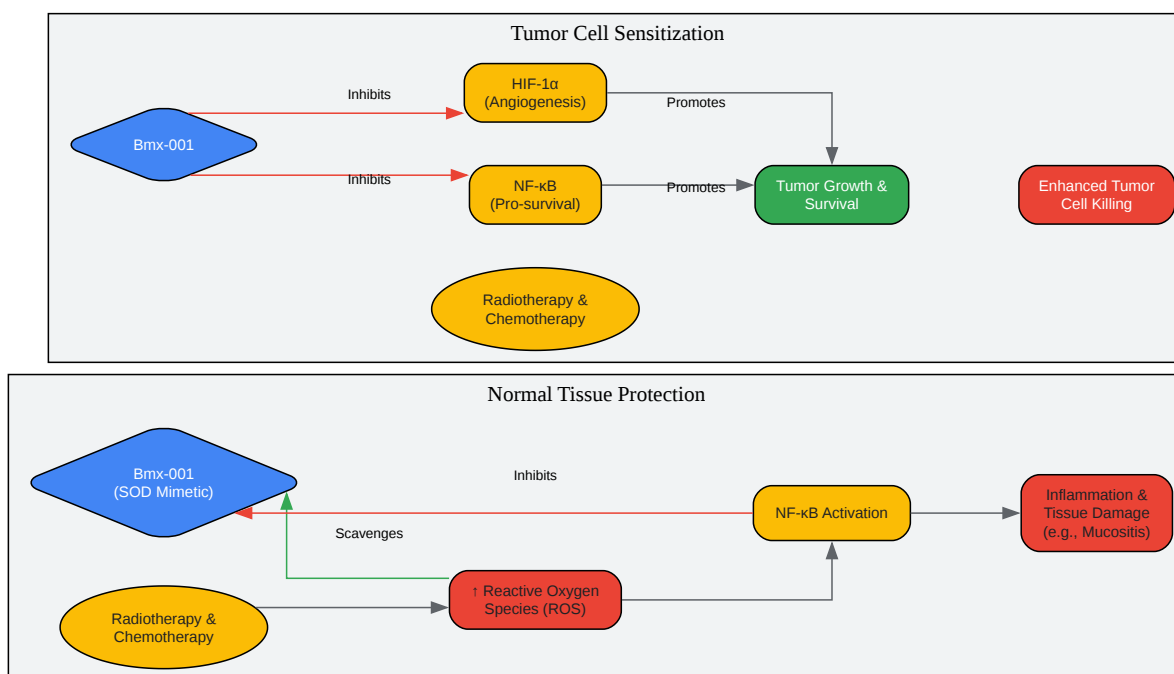 Tumor Cell Sensitization
HIF-1α
(Angiogenesis)
Inhibits
Promotes
Bmx-001
Inhibits
NF-κB
(Pro-survival)
Promotes
Tumor Growth &
Survival
Enhanced Tumor
Cell Killing
Radiotherapy &
Chemotherapy
Normal Tissue Protection
Bmx-001
(SOD Mimetic)
Inhibits
NF-κB Activation
Inflammation &
Tissue Damage
(e.g., Mucositis)
Scavenges
↑ Reactive Oxygen
Species (ROS)
Radiotherapy &
Chemotherapy